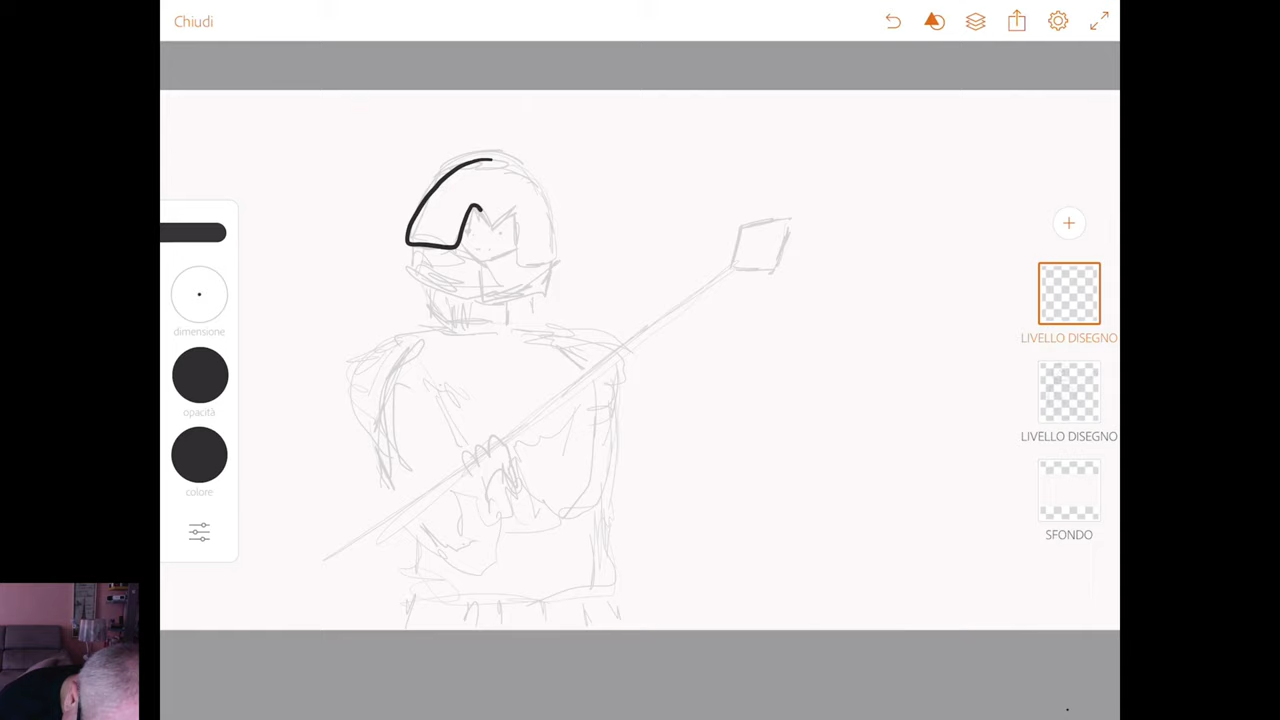 Chiudi
dimensione
opacità
colore
LIVELLO DISEGNO
LIVELLO DISEGNO
SFONDO